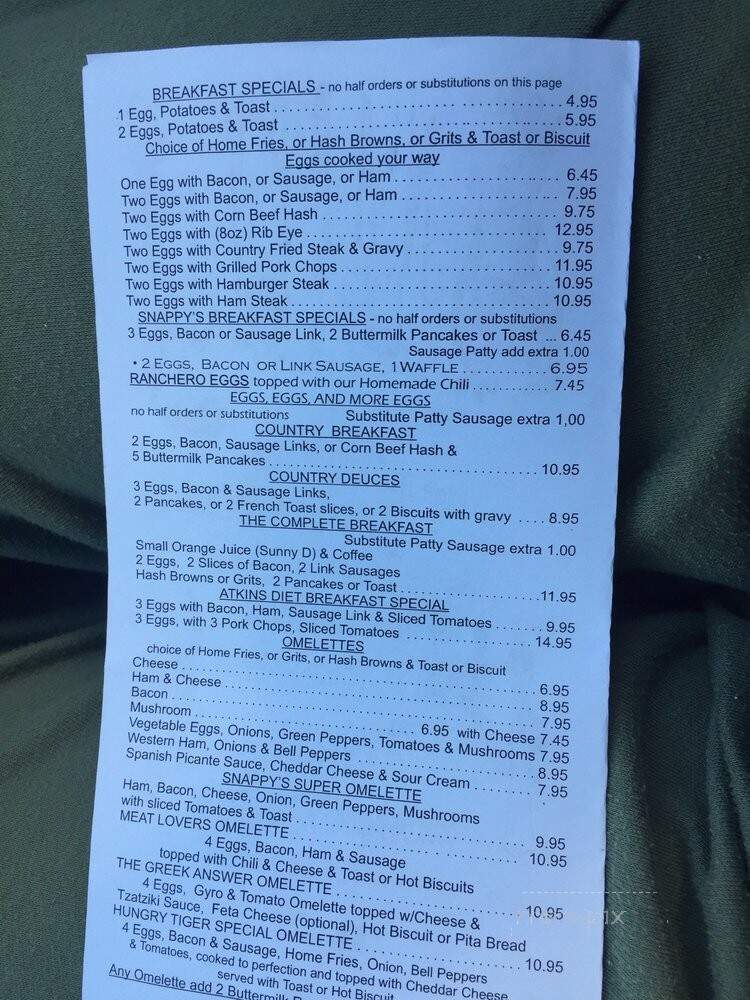 BREAKFAST SPECIALS - no half orders or substitutions on this page
1 Egg, Potatoes & Toast . . . . . . . . . . . . . . . . . . . . . . . . . . . . . . . . 4.95
2 Eggs, Potatoes & Toast . . . . . . . . . . . . . . . . . . . . . . . . . . . . . . . 5.95
Choice of Home Fries, or Hash Browns, or Grits & Toast or Biscuit
Eggs cooked your way
One Egg with Bacon, or Sausage, or Ham . . . . . . . . . . . . . . . . . . 6.45
Two Eggs with Bacon, or Sausage, or Ham . . . . . . . . . . . . . . . . . 7.95
Two Eggs with Corn Beef Hash . . . . . . . . . . . . . . . . . . . . . . . . . . 9.75
Two Eggs with (8oz) Rib Eye . . . . . . . . . . . . . . . . . . . . . . . . . . . 12.95
Two Eggs with Country Fried Steak & Gravy . . . . . . . . . . . . . . . . . 9.75
Two Eggs with Grilled Pork Chops . . . . . . . . . . . . . . . . . . . . . . . 11.95
Two Eggs with Hamburger Steak . . . . . . . . . . . . . . . . . . . . . . . . 10.95
Two Eggs with Ham Steak . . . . . . . . . . . . . . . . . . . . . . . . . . . . . 10.95
SNAPPY'S BREAKFAST SPECIALS - no half orders or substitutions
3 Eggs, Bacon or Sausage Link, 2 Buttermilk Pancakes or Toast ... 6.45
Sausage Patty add extra 1.00
• 2 EGGS, BACON OR LINK SAUSAGE, 1 WAFFLE . . . . . . . . . . . . 6.95
RANCHERO EGGS topped with our Homemade Chili . . . . . . . . . . . . 7.45
EGGS, EGGS, AND MORE EGGS
no half orders or substitutions Substitute Patty Sausage extra 1,00
COUNTRY BREAKFAST
2 Eggs, Bacon, Sausage Links, or Corn Beef Hash &
5 Buttermilk Pancakes . . . . . . . . . . . . . . . . . . . . . . . . . . . . . . . . 10.95
COUNTRY DEUCES
3 Eggs, Bacon & Sausage Links,
2 Pancakes, or 2 French Toast slices, or 2 Biscuits with gravy . . . . 8.95
THE COMPLETE BREAKFAST
Substitute Patty Sausage extra 1.00
Small Orange Juice (Sunny D) & Coffee
2 Eggs, 2 Slices of Bacon, 2 Link Sausages
Hash Browns or Grits, 2 Pancakes or Toast . . . . . . . . . . . . . . . . . 11.95
ATKINS DIET BREAKFAST SPECIAL
3 Eggs with Bacon, Ham, Sausage Link & Sliced Tomatoes . . . . . . . 9.95
3 Eggs, with 3 Pork Chops, Sliced Tomatoes . . . . . . . . . . . . . . . 14.95
OMELETTES
choice of Home Fries, or Grits, or Hash Browns & Toast or Biscuit
Cheese . . . . . . . . . . . . . . . . . . . . . . . . . . . . . . . . . . . . . . . . . . 6.95
Ham & Cheese . . . . . . . . . . . . . . . . . . . . . . . . . . . . . . . . . . . . . 8.95
Bacon . . . . . . . . . . . . . . . . . . . . . . . . . . . . . . . . . . . . . . . . . . . 7.95
Mushroom . . . . . . . . . . . . . . . . . . . . . . . . . . 6.95 with Cheese 7.45
Vegetable Eggs, Onions, Green Peppers, Tomatoes & Mushrooms 7.95
Western Ham, Onions & Bell Peppers . . . . . . . . . . . . . . . . . . . . . 8.95
Spanish Picante Sauce, Cheddar Cheese & Sour Cream . . . . . . . . 7.95
SNAPPY'S SUPER OMELETTE
Ham, Bacon, Cheese, Onion, Green Peppers, Mushrooms
with sliced Tomatoes & Toast . . . . . . . . . . . . . . . . . . . . . . . . . . 9.95
MEAT LOVERS OMELETTE . . . . . . . . . . . . . . . . . . . . . . . . . . 10.95
4 Eggs, Bacon, Ham & Sausage
topped with Chili & Cheese & Toast or Hot Biscuits
THE GREEK ANSWER OMELETTE . . . . . . . . . . . . . . . . . . . . . 10.95
4 Eggs, Gyro & Tomato Omelette topped w/Cheese &
Tzatziki Sauce, Feta Cheese (optional), Hot Biscuit or Pita Bread
HUNGRY TIGER SPECIAL OMELETTE . . . . . . . . . . . . . . . . . . . 10.95
4 Eggs, Bacon & Sausage, Home Fries, Onion, Bell Peppers
& Tomatoes, cooked to perfection and topped with Cheddar Cheese
served with Toast or Hot Biscuit
Any Omelette add 2 Buttermilk